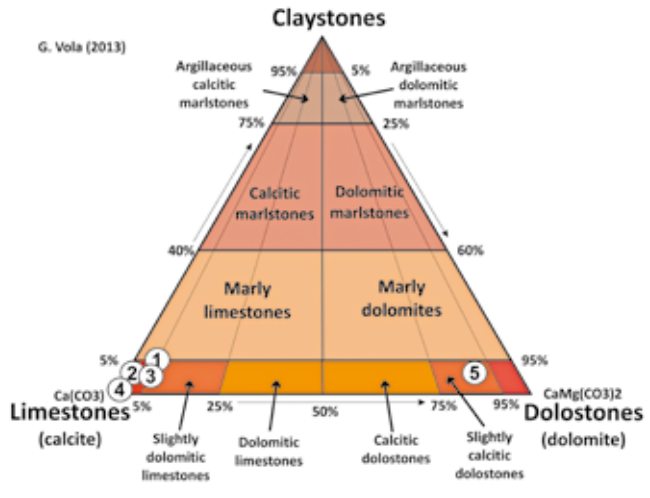 Claystones
G. Vola (2013)
Argillaceous
calcitic
marlstones
95%
5%
Argillaceous
dolomitic
marlstones
75%
25%
Calcitic
marlstones
Dolomitic
marlstones
40%
60%
Marly
limestones
Marly
dolomites
5%
95%
1
2
3
4
5
Ca(CO3)
CaMg(CO3)2
Limestones
(calcite)
5%
25%
50%
75%
95%
Dolostones
(dolomite)
Slightly
dolomitic
limestones
Dolomitic
limestones
Calcitic
dolostones
Slightly
calcitic
dolostones